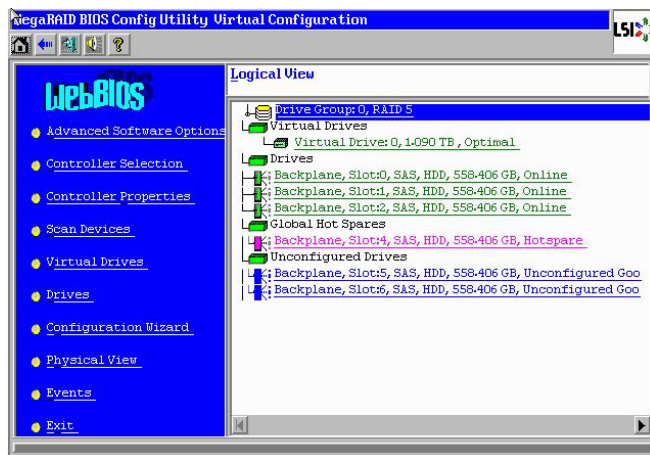 MegaRAID BIOS Config Utility Virtual Configuration
LSI
WebBIOS
Advanced Software Options
Controller Selection
Controller Properties
Scan Devices
Virtual Drives
Drives
Configuration Wizard
Physical View
Events
Exit
Logical View
Drive Group: 0, RAID 5
Virtual Drives
Virtual Drive: 0, 1.090 TB, Optimal
Drives
Backplane, Slot:0, SAS, HDD, 558.406 GB, Online
Backplane, Slot:1, SAS, HDD, 558.406 GB, Online
Backplane, Slot:2, SAS, HDD, 558.406 GB, Online
Global Hot Spares
Backplane, Slot:4, SAS, HDD, 558.406 GB, Hotspare
Unconfigured Drives
Backplane, Slot:5, SAS, HDD, 558.406 GB, Unconfigured Goo
Backplane, Slot:6, SAS, HDD, 558.406 GB, Unconfigured Goo